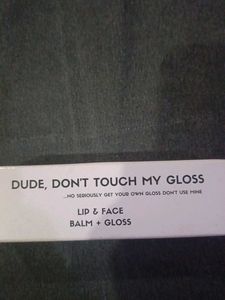 DUDE, DON'T TOUCH MY GLOSS
...NO SERIOUSLY GET YOUR OWN GLOSS DON'T USE MINE
LIP & FACE
BALM + GLOSS